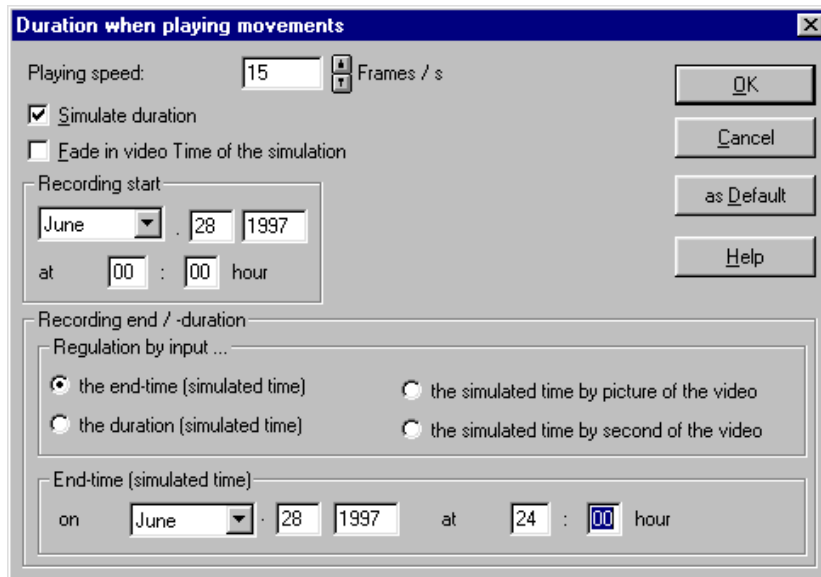 Duration when playing movements
Playing speed: 15 Frames / s
OK
Simulate duration
Cancel
Fade in video Time of the simulation
Recording start
as Default
June . 28 1997
at 00 : 00 hour
Help
Recording end / -duration
Regulation by input ...
the end-time (simulated time)
the simulated time by picture of the video
the duration (simulated time)
the simulated time by second of the video
End-time (simulated time)
on June . 28 1997 at 24 : 00 hour